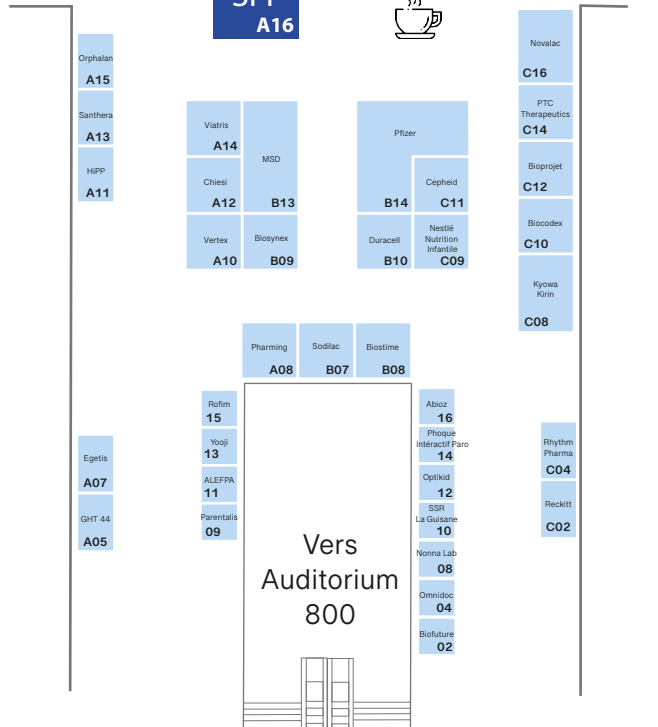 A16
Orphalan
A15
Santhera
A13
HiPP
A11
Viatris
A14
MSD
B13
Chiesi
A12
Vertex
A10
Biosynex
B09
Pfizer
B14
Cepheid
C11
Duracell
B10
Nestlé
Nutrition
Infantile
C09
Novalac
C16
PTC
Therapeutics
C14
Bioprojet
C12
Biocodex
C10
Kyowa
Kirin
C08
Pharming
A08
Sodilac
B07
Biostime
B08
Rofim
15
Yooji
13
ALEFPA
11
Parentalis
09
Abioz
16
Phoque
Intéractif Paro
14
Optikid
12
SSR
La Guisane
10
Nonna Lab
08
Omnidoc
04
Biofuture
02
Egetis
A07
GHT 44
A05
Rhythm
Pharma
C04
Reckitt
C02
Vers
Auditorium
800